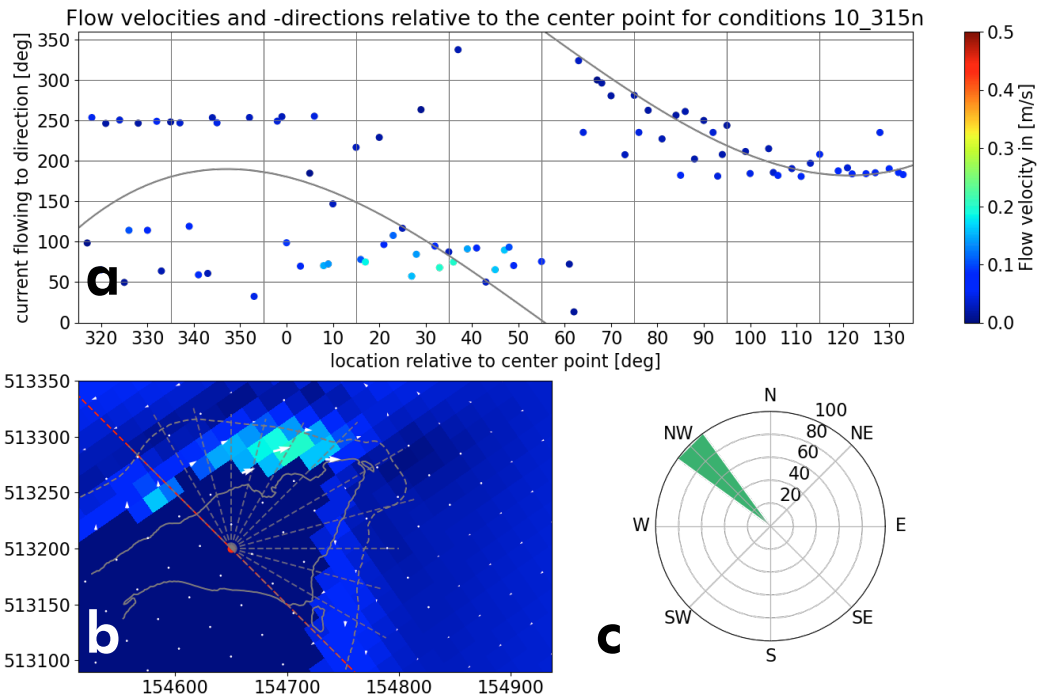 Flow velocities and -directions relative to the center point for conditions 10_315n
current flowing to direction [deg]
350
300
250
200
150
100
50
0
a
320 330 340 350 0 10 20 30 40 50 60 70 80 90 100 110 120 130
location relative to center point [deg]
0.5
0.4
0.3
0.2
0.1
0.0
Flow velocity in [m/s]
513350
513300
513250
513200
513150
513100
b
154600 154700 154800 154900
c
N
NE
E
SE
S
SW
W
NW
100
80
60
40
20